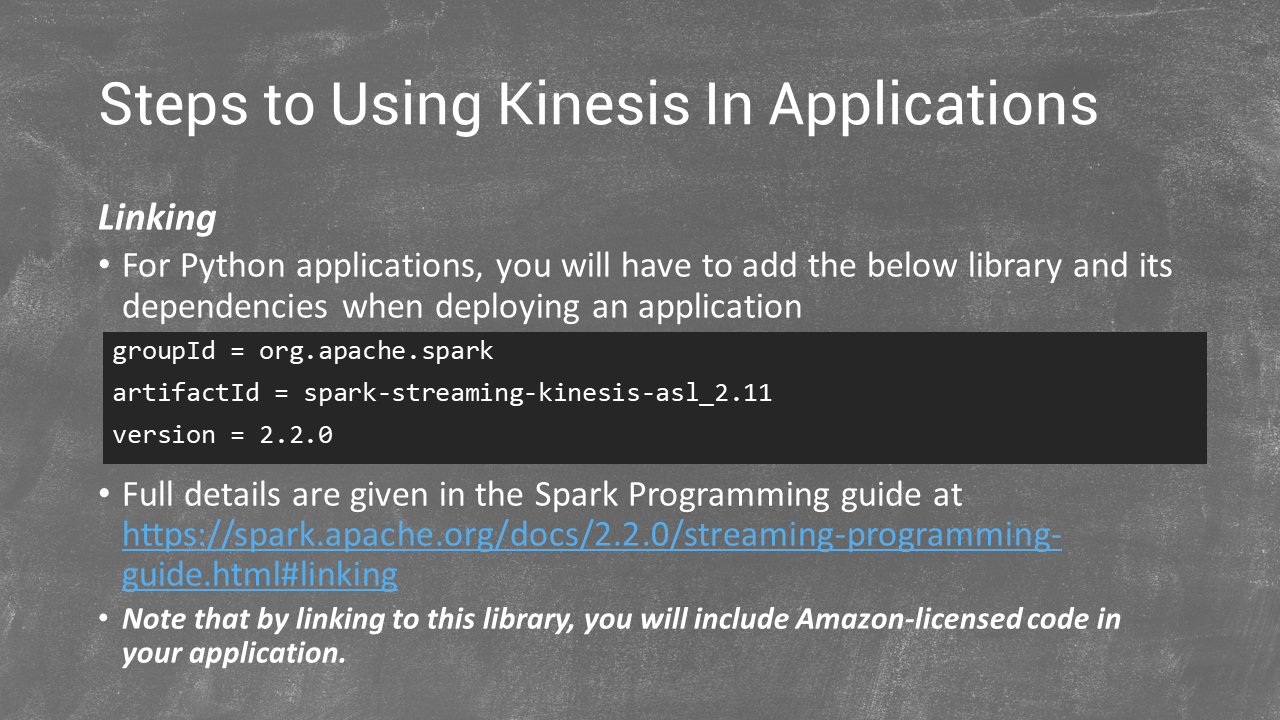 Steps to Using Kinesis In Applications
Linking
• For Python applications, you will have to add the below library and its
dependencies when deploying an application
groupId = org.apache.spark
artifactId = spark-streaming-kinesis-asl_2.11
version = 2.2.0
• Full details are given in the Spark Programming guide at
https://spark.apache.org/docs/2.2.0/streaming-programming-
guide.html#linking
• Note that by linking to this library, you will include Amazon-licensed code in
your application.